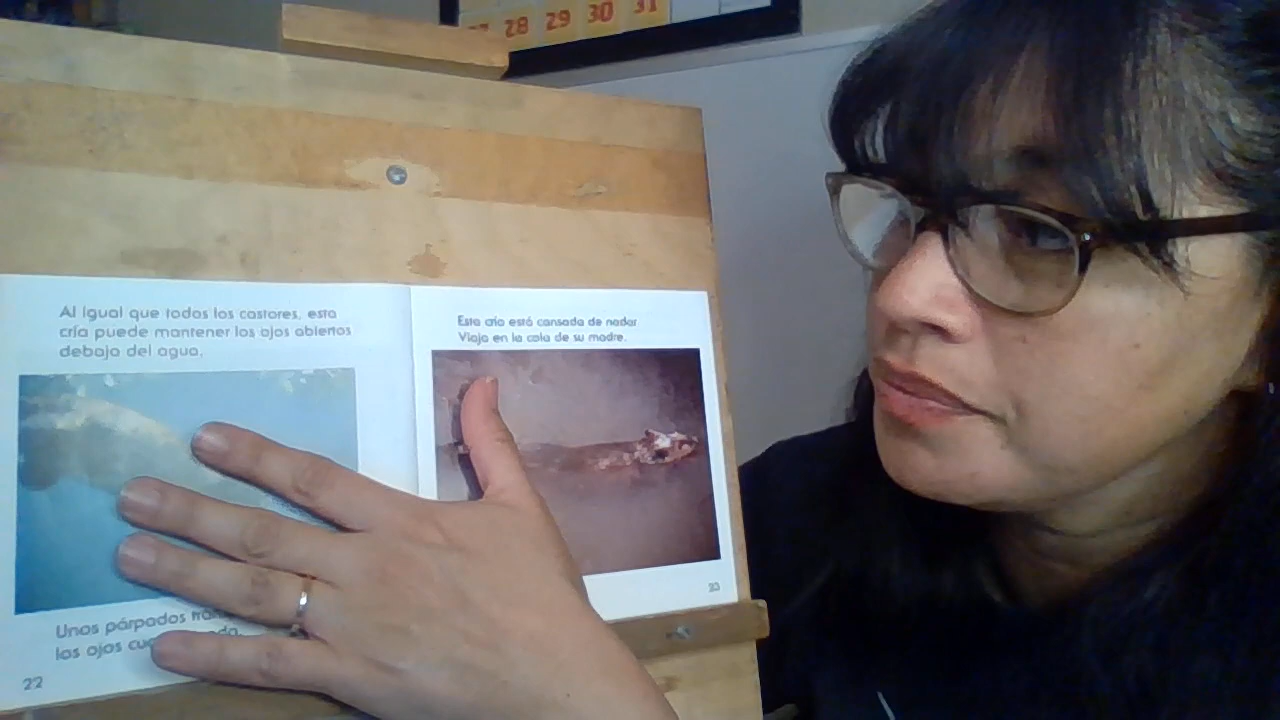 28 29 30 31
Al igual que todos los castores, esta
cría puede mantener los ojos abiertos
debajo del agua.
Unos párpados
los ojos
22
Esta cría está cansada de nadar.
Viaja en la cola de su madre.
23